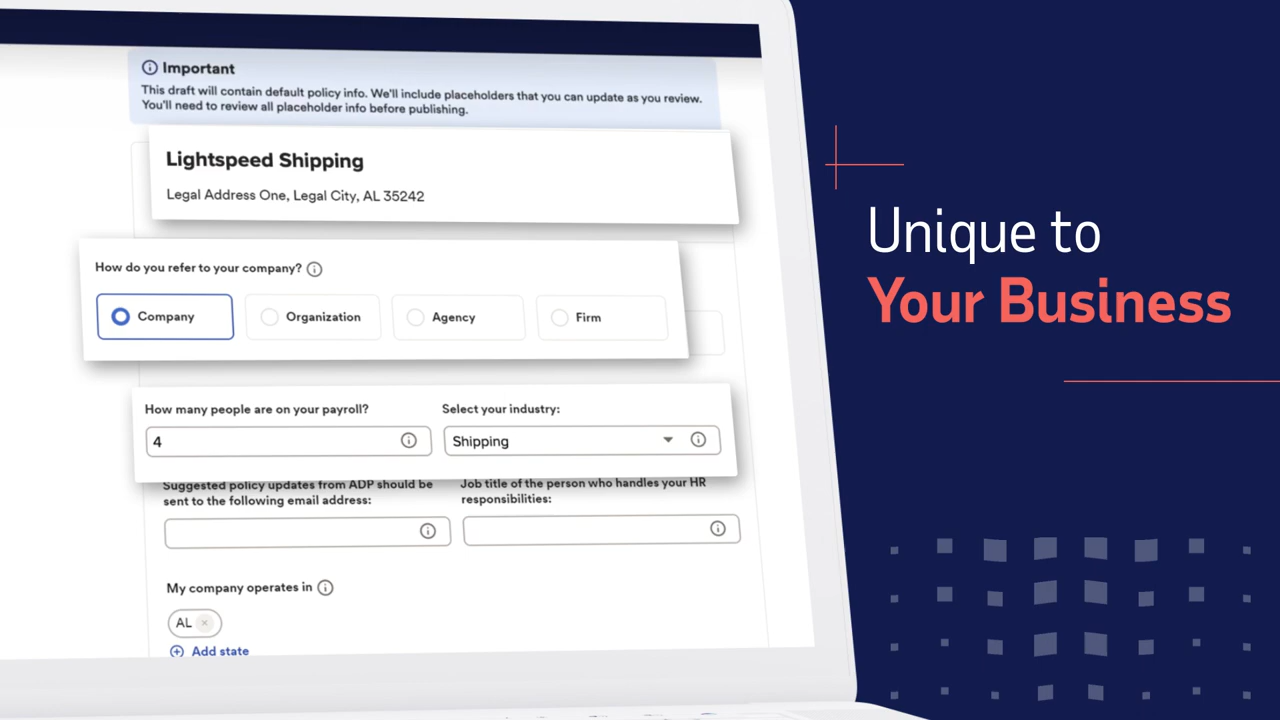 Important
This draft will contain default policy info. We'll include placeholders that you can update as you review.
You'll need to review all placeholder info before publishing.
Lightspeed Shipping
Legal Address One, Legal City, AL 35242
How do you refer to your company?
Company
Organization
Agency
Firm
How many people are on your payroll?
Select your industry:
4
Shipping
Suggested policy updates from ADP should be
sent to the following email address:
Job title of the person who handles your HR
responsibilities:
My company operates in
AL
Add state
Unique to
Your Business